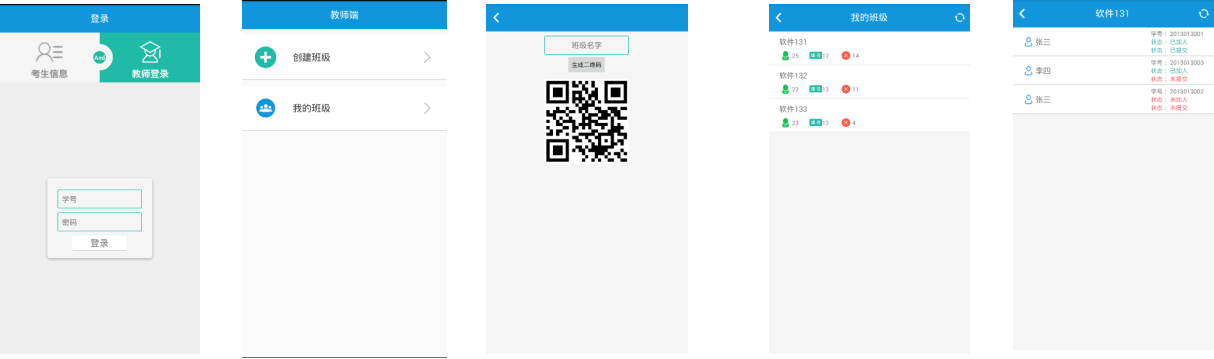 登录
考生信息
And
教师登录
学号
密码
登录
教师端
创建班级
我的班级
班级名字
生成二维码
我的班级
软件131
25 12 14
软件132
22 13 11
软件133
23 12 4
软件131
张三
学号： 2013013001
状态： 已加入
状态： 已提交
李四
学号： 2013013003
状态： 已加入
状态： 未提交
张三
学号： 2013013002
状态： 未加入
状态： 未提交